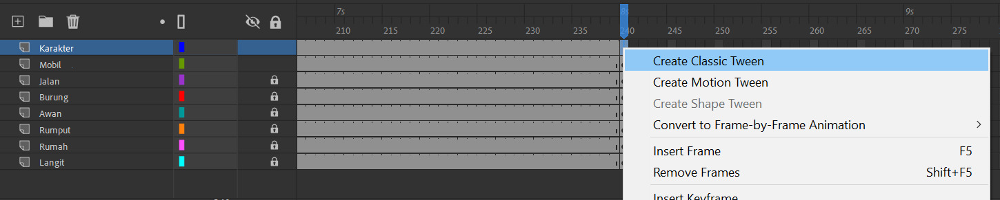 7s 8s 9s
210 215 220 225 230 235 240 245 250 255 260 265 270 275
Karakter
Mobil
Jalan
Burung
Awan
Rumput
Rumah
Langit
Create Classic Tween
Create Motion Tween
Create Shape Tween
Convert to Frame-by-Frame Animation
Insert Frame F5
Remove Frames Shift+F5
Insert Keyframe